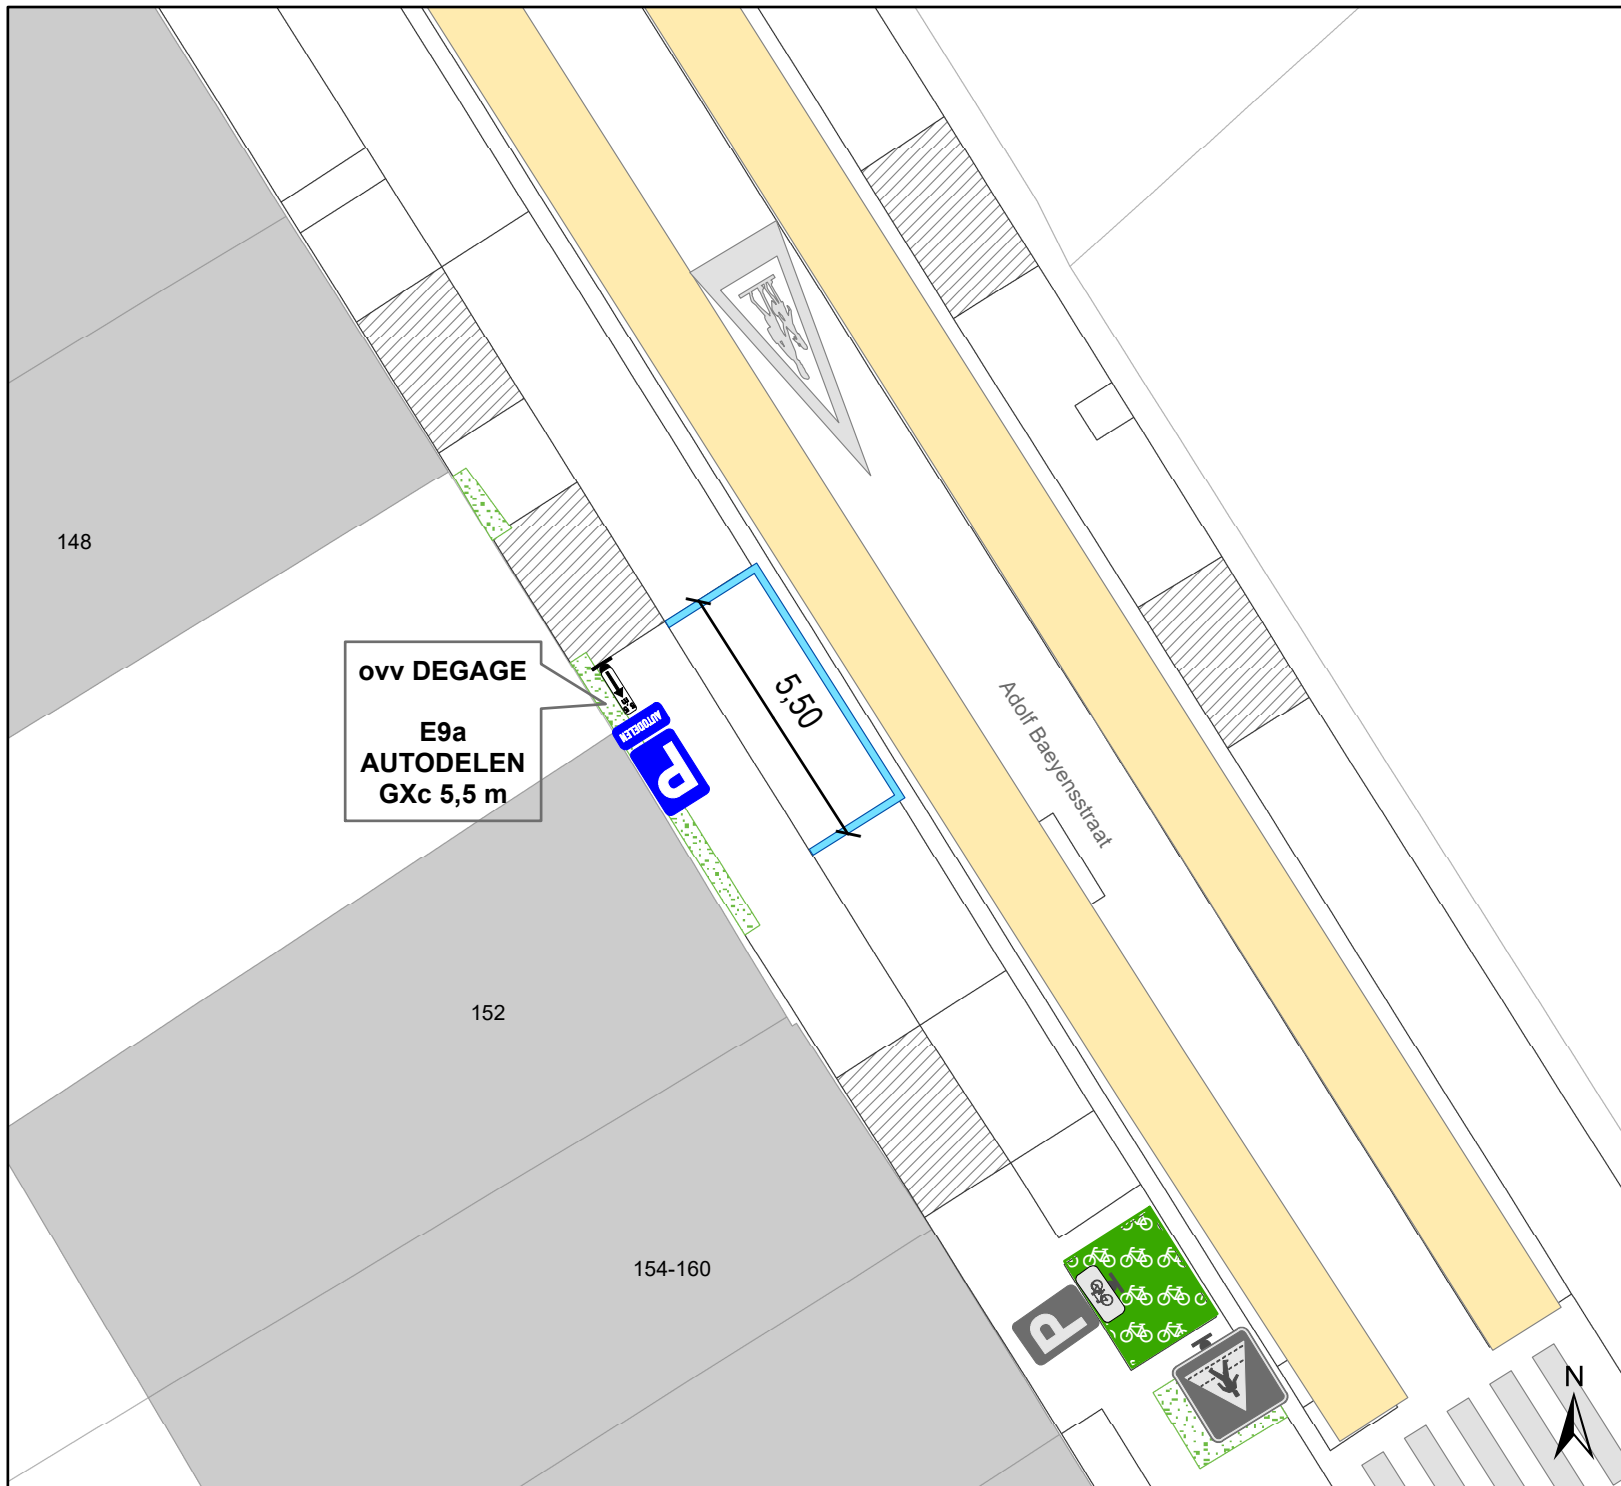 148
ovv DEGAGE
E9a
AUTODELEN
GXc 5,5 m
AUTODELEN
P
5,50
Adolf Baeyensstraat
152
154-160
P
N